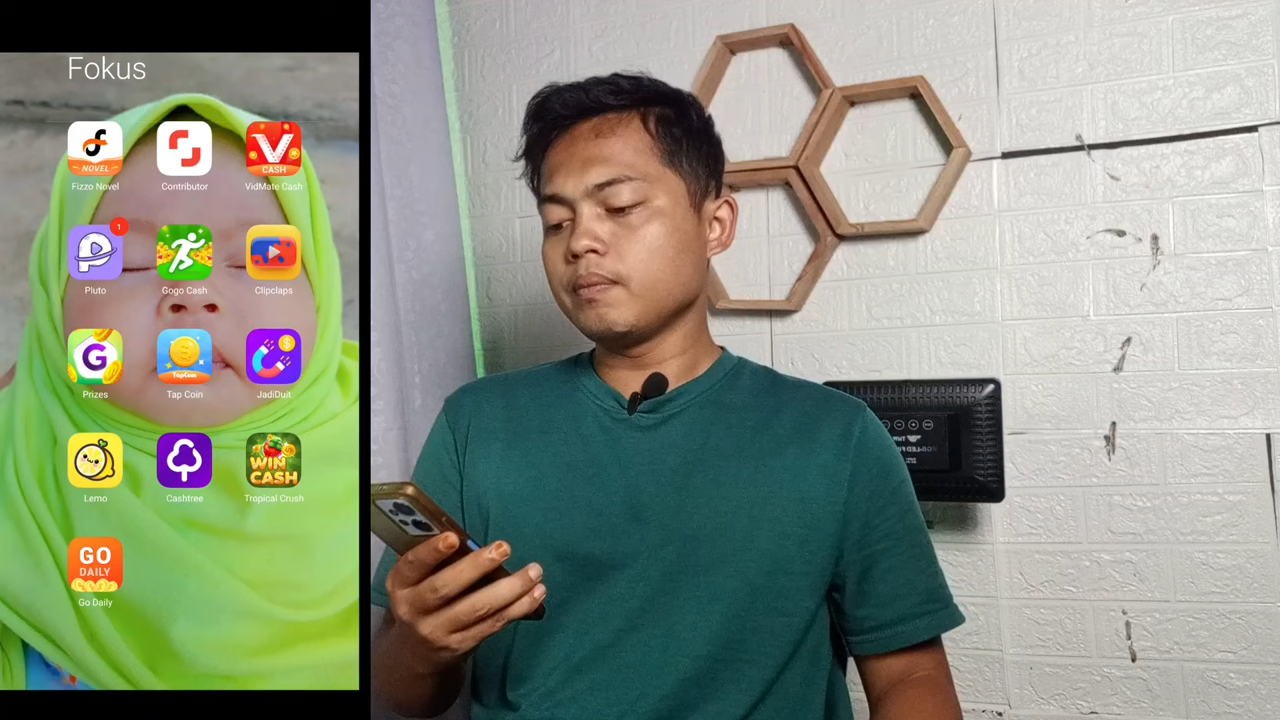 Fokus
NOVEL
CASH
Fizzo Novel
Contributor
VidMate Cash
1
Pluto
Gogo Cash
Clipclaps
G
TapCoin
Prizes
Tap Coin
JadiDuit
WIN
CASH
Lemo
Cashtree
Tropical Crush
GO
DAILY
Go Daily